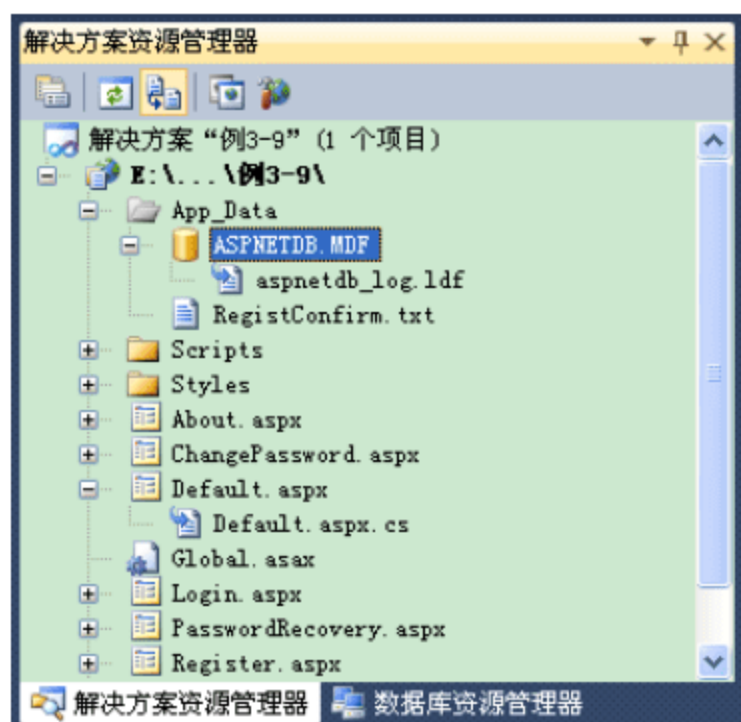 解决方案资源管理器
解决方案“例3-9”(1 个项目)
E:\...\例3-9\
App_Data
ASPNETDB.MDF
aspnetdb_log.ldf
RegistConfirm.txt
Scripts
Styles
About.aspx
ChangePassword.aspx
Default.aspx
Default.aspx.cs
Global.asax
Login.aspx
PasswordRecovery.aspx
Register.aspx
解决方案资源管理器 数据库资源管理器